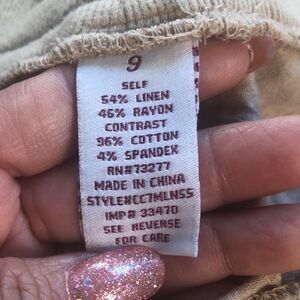 9
SELF
54% LINEN
46% RAYON
CONTRAST
96% COTTON
4% SPANDEX
RN#73277
MADE IN CHINA
STYLE#CC7MLNSS
IMP# 33470
SEE REVERSE
FOR CARE